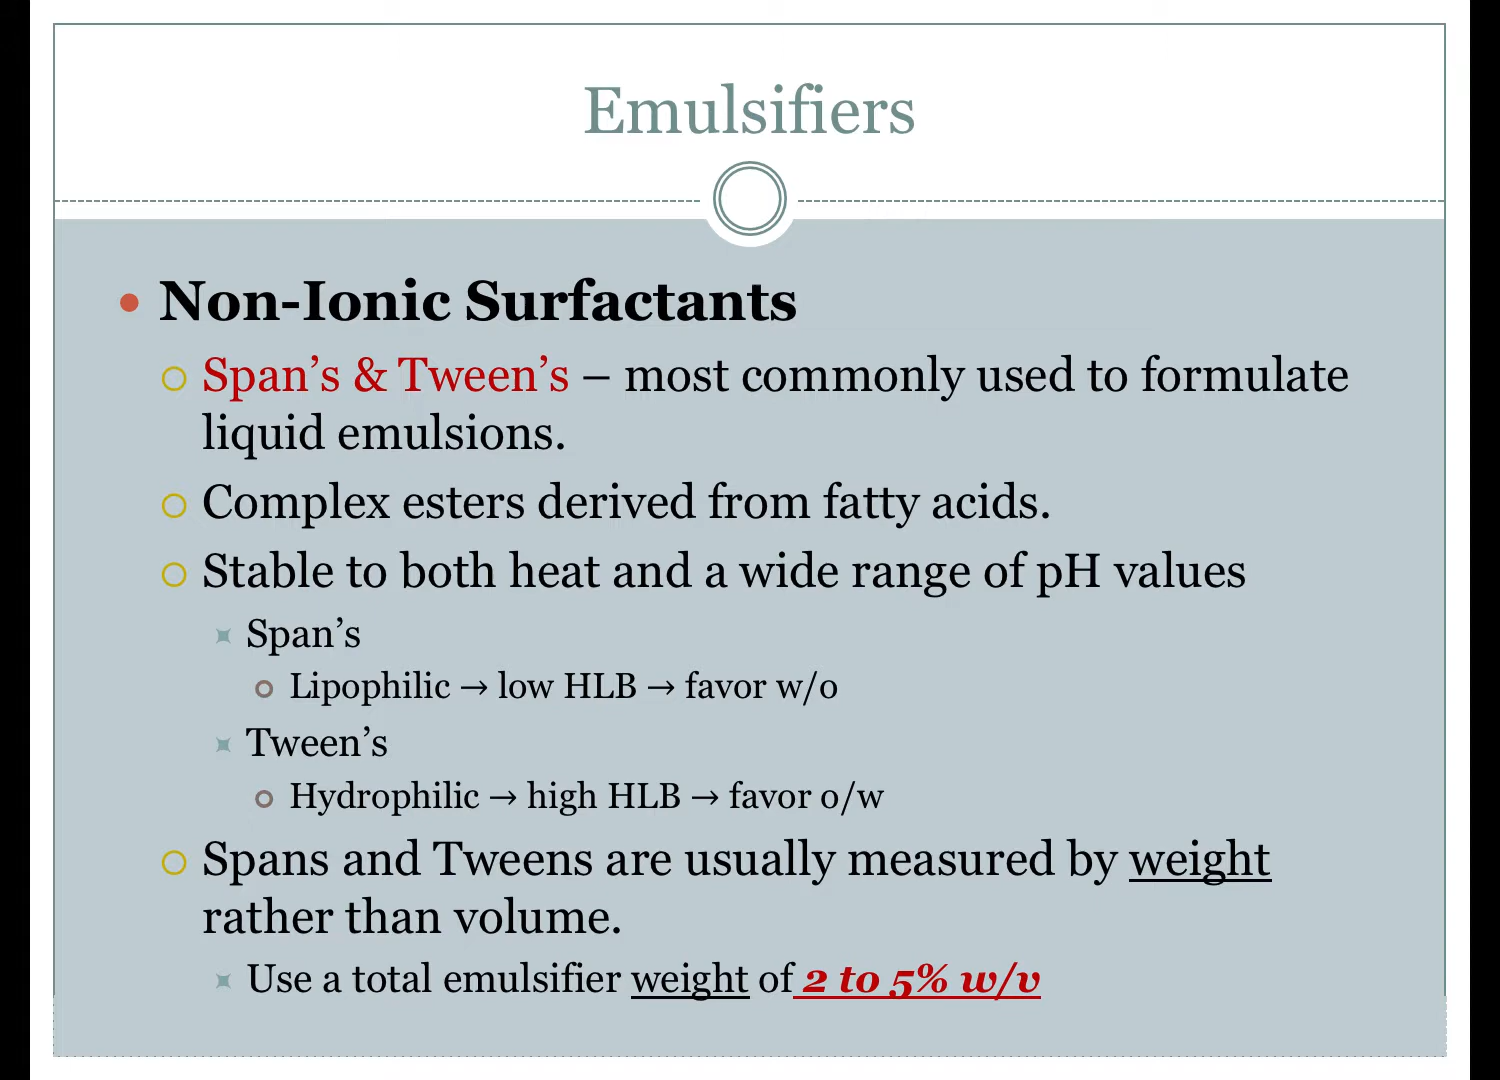 Emulsifiers
Non-Ionic Surfactants
Span’s & Tween’s – most commonly used to formulate
liquid emulsions.
Complex esters derived from fatty acids.
Stable to both heat and a wide range of pH values
Span’s
Lipophilic → low HLB → favor w/o
Tween’s
Hydrophilic → high HLB → favor o/w
Spans and Tweens are usually measured by weight
rather than volume.
Use a total emulsifier weight of 2 to 5% w/v